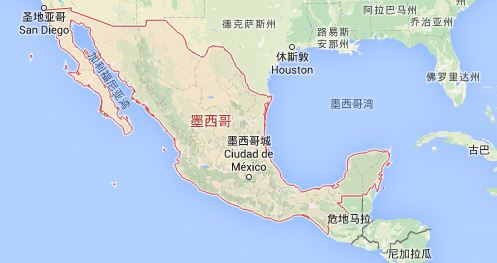 圣地亚哥
San Diego
德克萨斯州
阿拉巴马州
乔治亚州
路易斯
安那州
休斯敦
Houston
佛罗里达州
加利福尼亚湾
墨西哥湾
墨西哥
墨西哥城
Ciudad de
México
古巴
危地马拉
尼加拉瓜